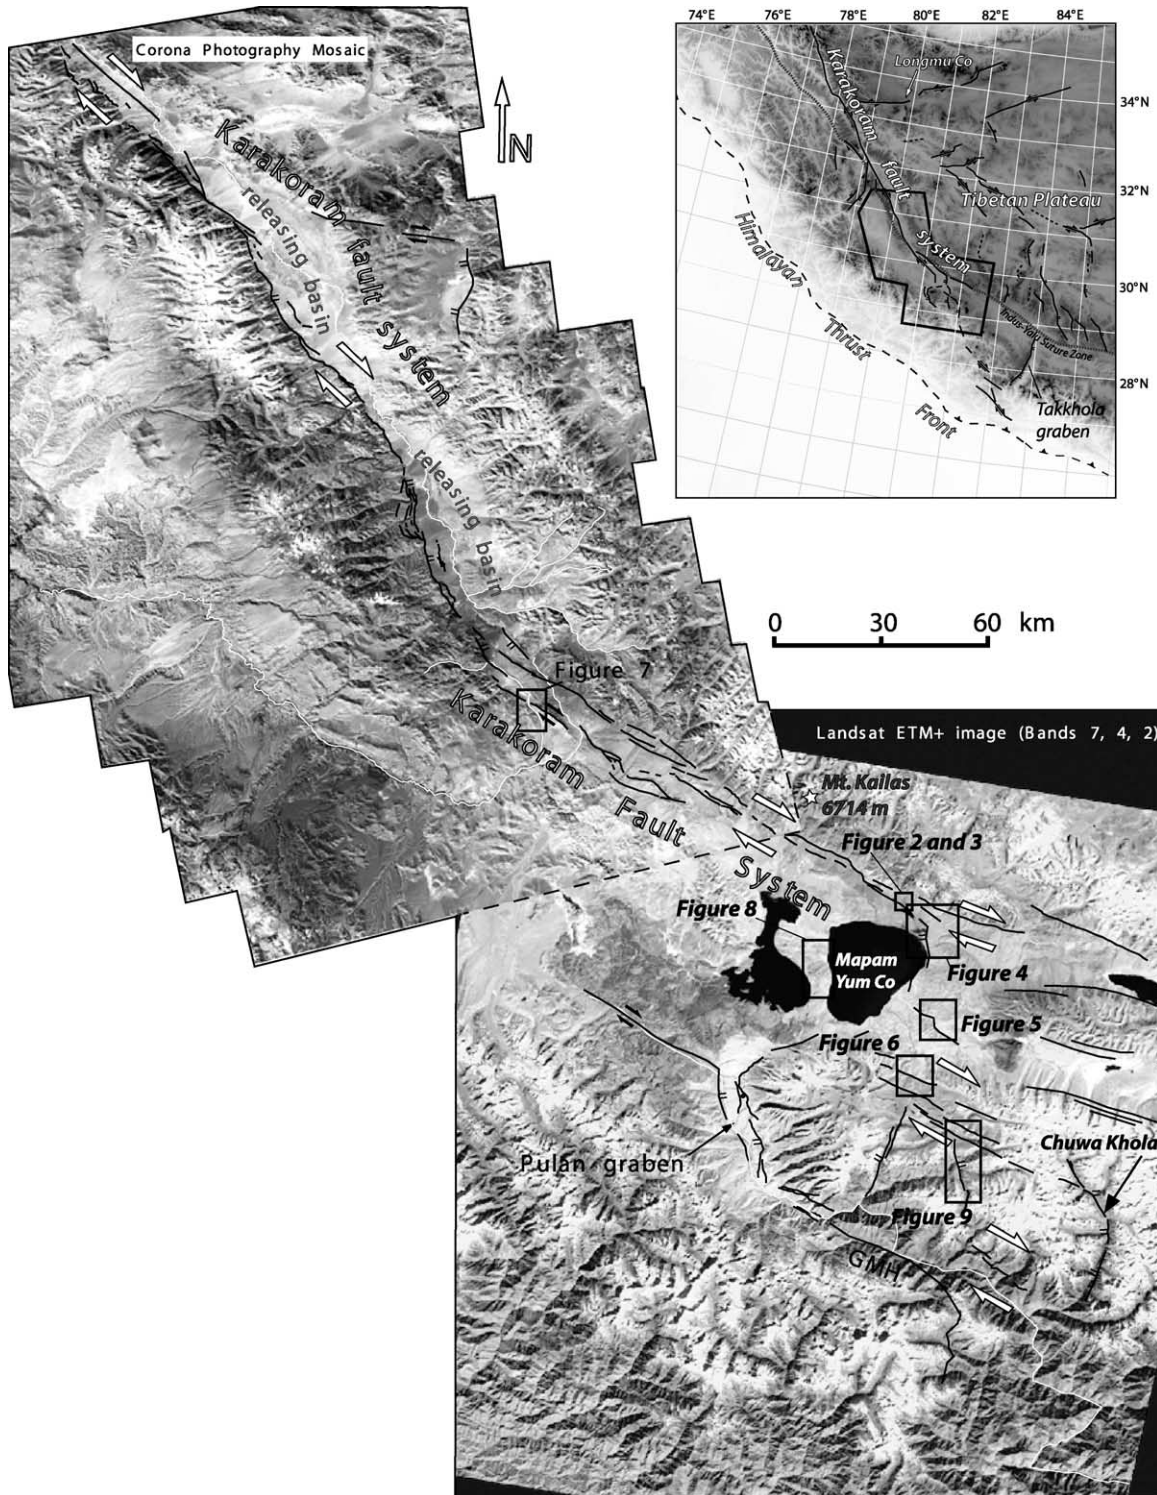 Corona Photography Mosaic
N
Karakoram fault system
releasing basin
releasing basin
74°E
76°E
78°E
80°E
82°E
84°E
34°N
32°N
30°N
28°N
Longmu Co
Karakoram fault system
Tibetan Plateau
Himalayan Thrust Front
Indus-Yalu Suture Zone
Takkhola
graben
0 30 60 km
Figure 7
Karakoram Fault System
Landsat ETM+ image (Bands 7, 4, 2)
Mt. Kailas
6714 m
Figure 2 and 3
Figure 8
Mapam
Yum Co
Figure 4
Figure 5
Figure 6
Chuwa Khola
Pulan graben
Figure 9
GMH